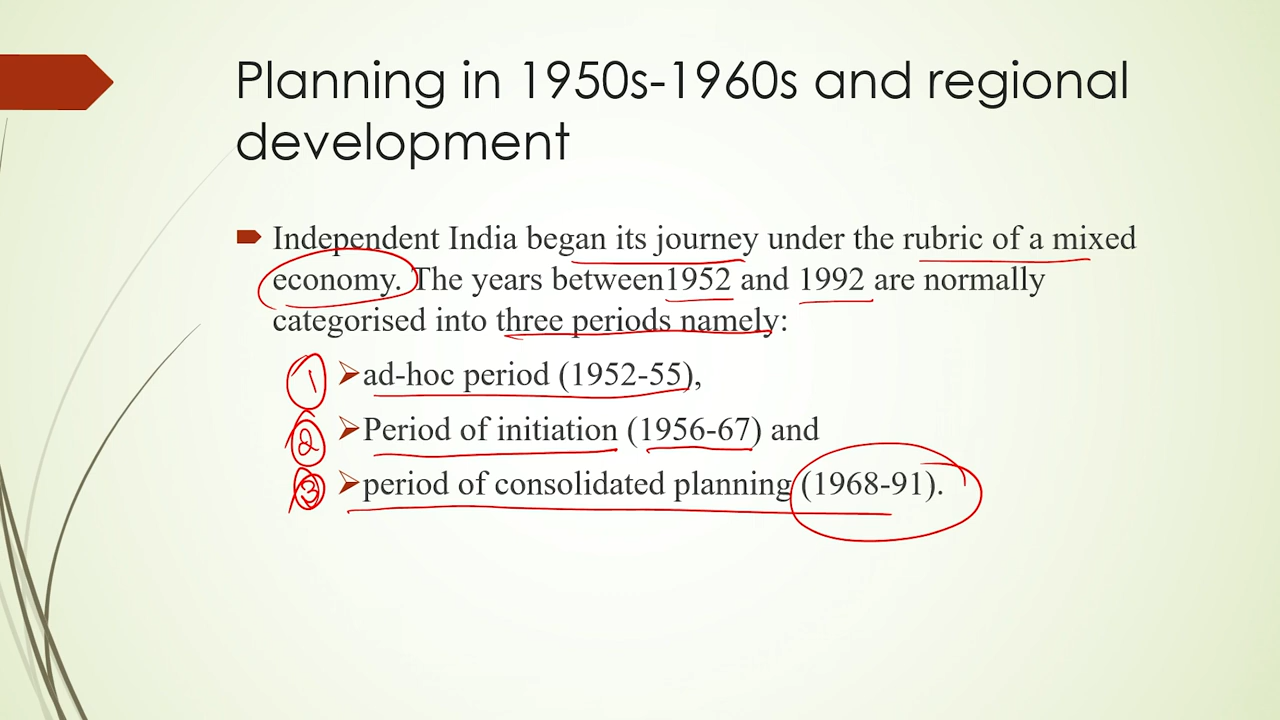 Planning in 1950s-1960s and regional
development
Independent India began its journey under the rubric of a mixed
economy. The years between1952 and 1992 are normally
categorised into three periods namely:
1 ad-hoc period (1952-55),
2 Period of initiation (1956-67) and
3 period of consolidated planning (1968-91).